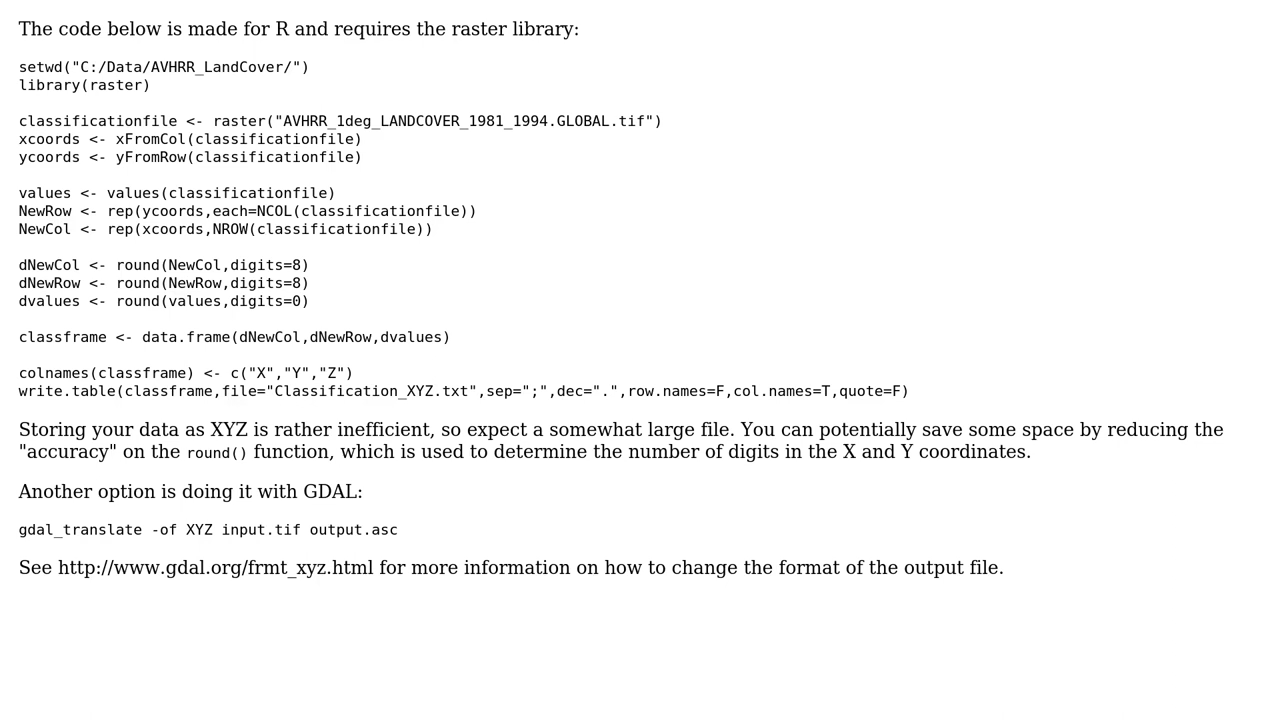 The code below is made for R and requires the raster library:
setwd("C:/Data/AVHRR_LandCover/")
library(raster)
classificationfile <- raster("AVHRR_1deg_LANDCOVER_1981_1994.GLOBAL.tif")
xcoords <- xFromCol(classificationfile)
ycoords <- yFromRow(classificationfile)
values <- values(classificationfile)
NewRow <- rep(ycoords,each=NCOL(classificationfile))
NewCol <- rep(xcoords,NROW(classificationfile))
dNewCol <- round(NewCol,digits=8)
dNewRow <- round(NewRow,digits=8)
dvalues <- round(values,digits=0)
classframe <- data.frame(dNewCol,dNewRow,dvalues)
colnames(classframe) <- c("X","Y","Z")
write.table(classframe,file="Classification_XYZ.txt",sep=";",dec=".",row.names=F,col.names=T,quote=F)
Storing your data as XYZ is rather inefficient, so expect a somewhat large file. You can potentially save some space by reducing the
"accuracy" on the round() function, which is used to determine the number of digits in the X and Y coordinates.
Another option is doing it with GDAL:
gdal_translate -of XYZ input.tif output.asc
See http://www.gdal.org/frmt_xyz.html for more information on how to change the format of the output file.